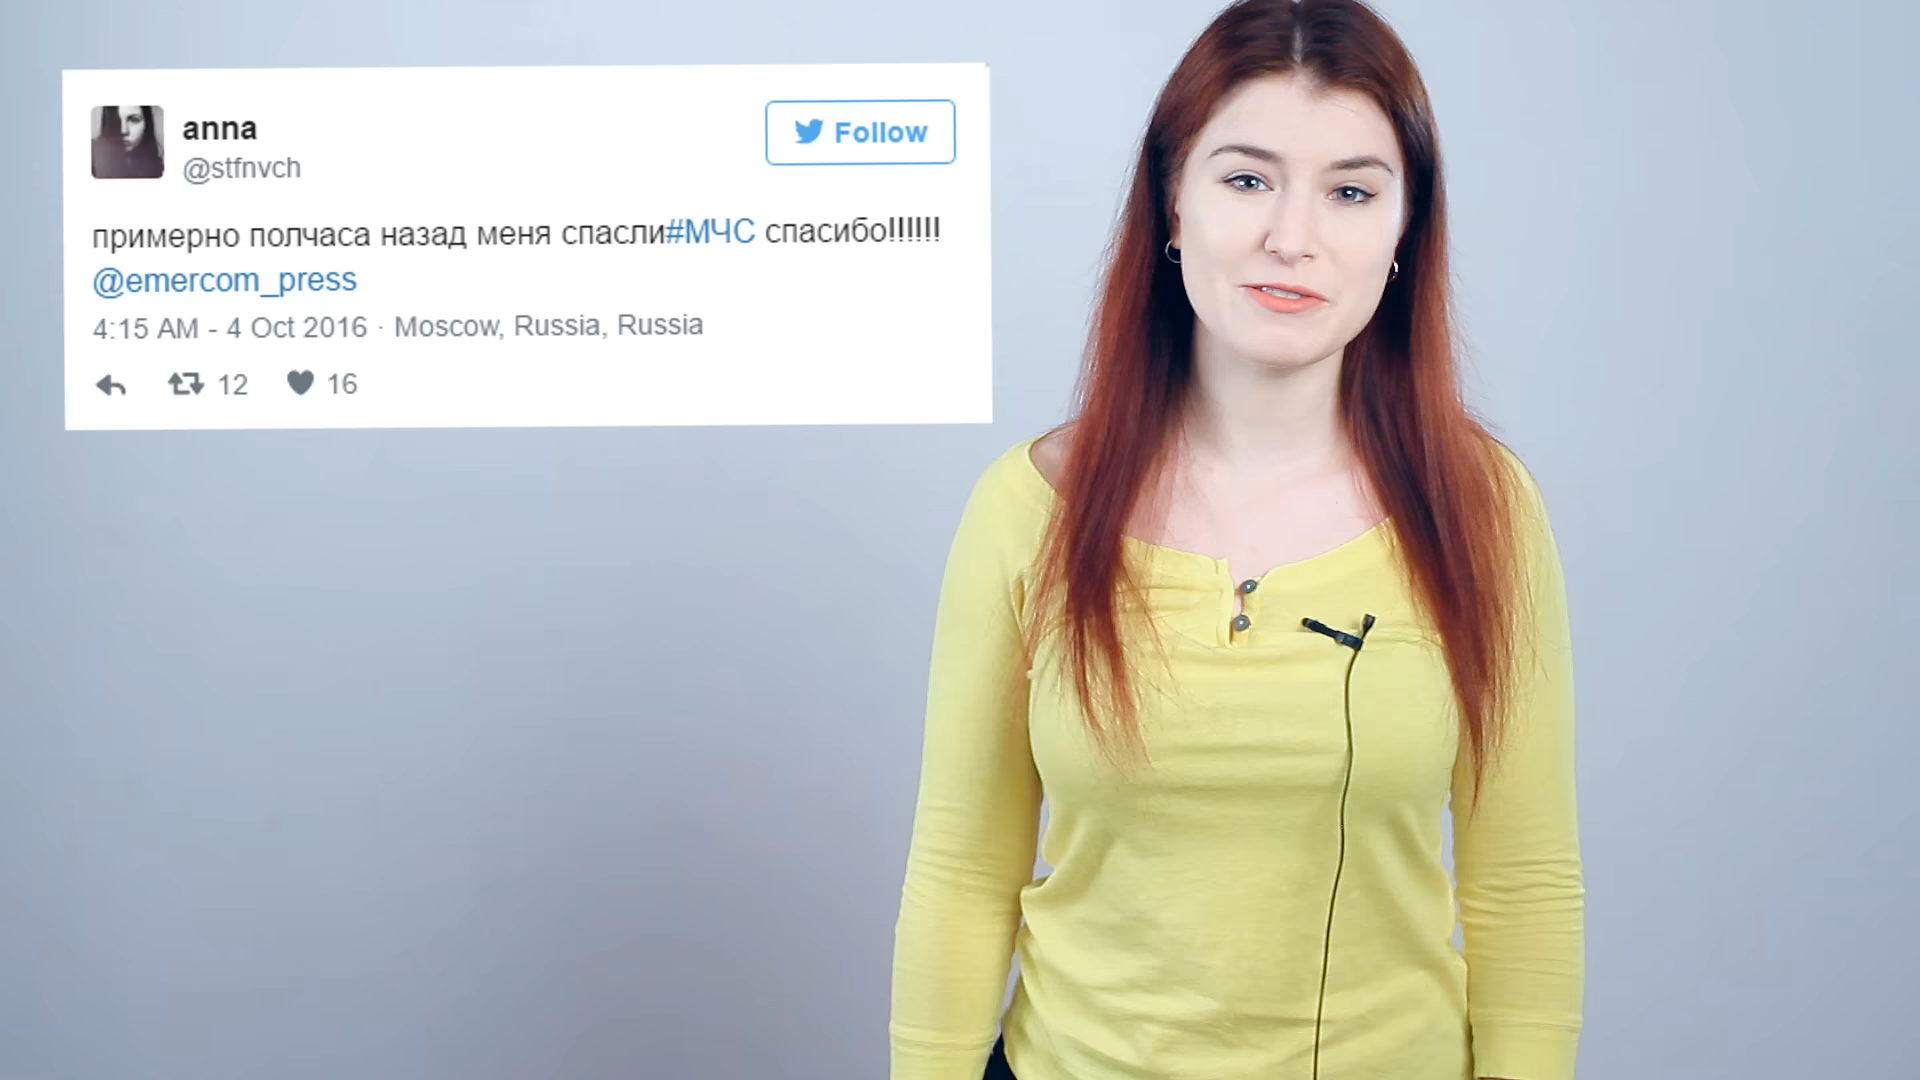 anna
Follow
@stfnvch
примерно полчаса назад меня спасли#МЧС спасибо!!!!!!
@emercom_press
4:15 AM - 4 Oct 2016 · Moscow, Russia, Russia
12 16